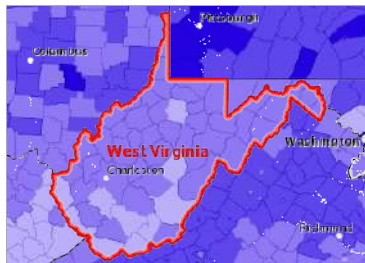 Pittsburgh
Columbus
West Virginia
Washington
Charleston
Richmond